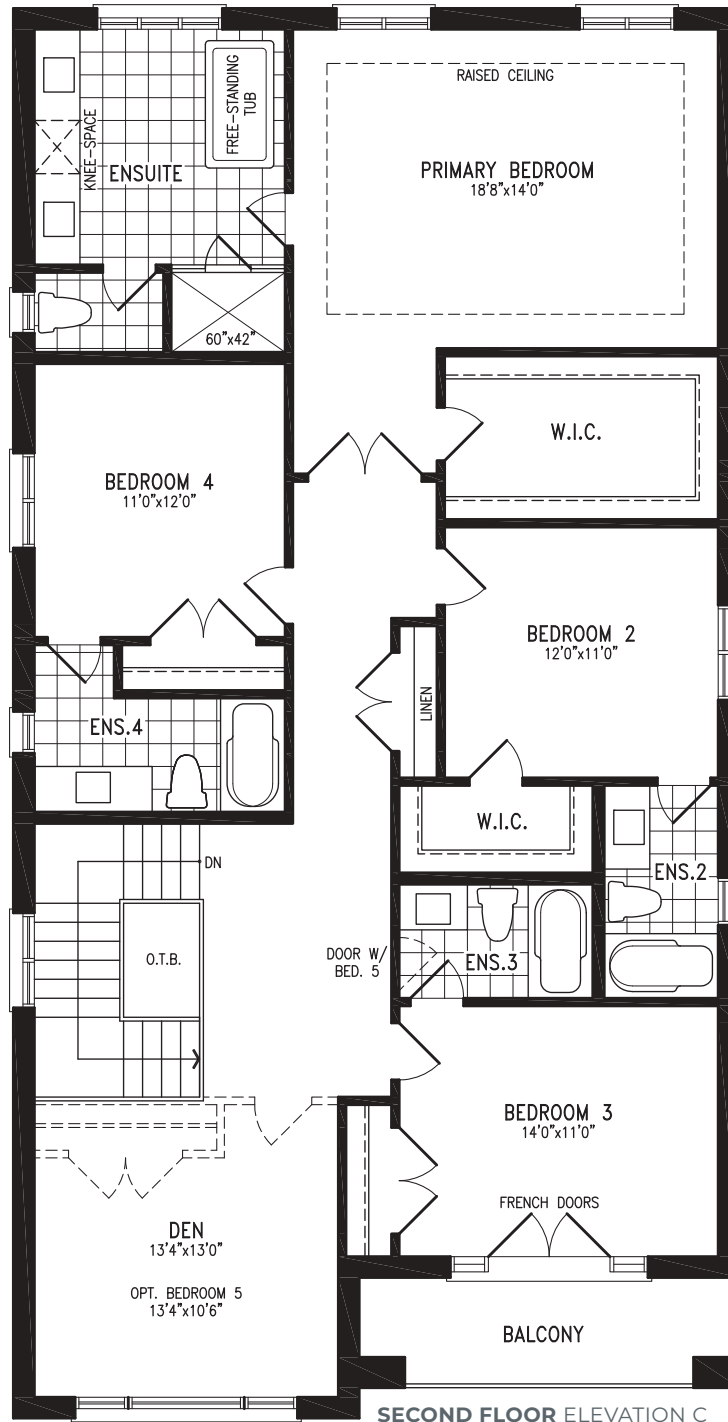 RAISED CEILING
FREE-STANDING
TUB
KNEE-SPACE
ENSUITE
PRIMARY BEDROOM
18'8"x14'0"
60"x42"
W.I.C.
BEDROOM 4
11'0"x12'0"
BEDROOM 2
12'0"x11'0"
LINEN
ENS.4
W.I.C.
DN
ENS.2
O.T.B.
DOOR W/
BED. 5
ENS.3
BEDROOM 3
14'0"x11'0"
FRENCH DOORS
DEN
13'4"x13'0"
OPT. BEDROOM 5
13'4"x10'6"
BALCONY
SECOND FLOOR ELEVATION C